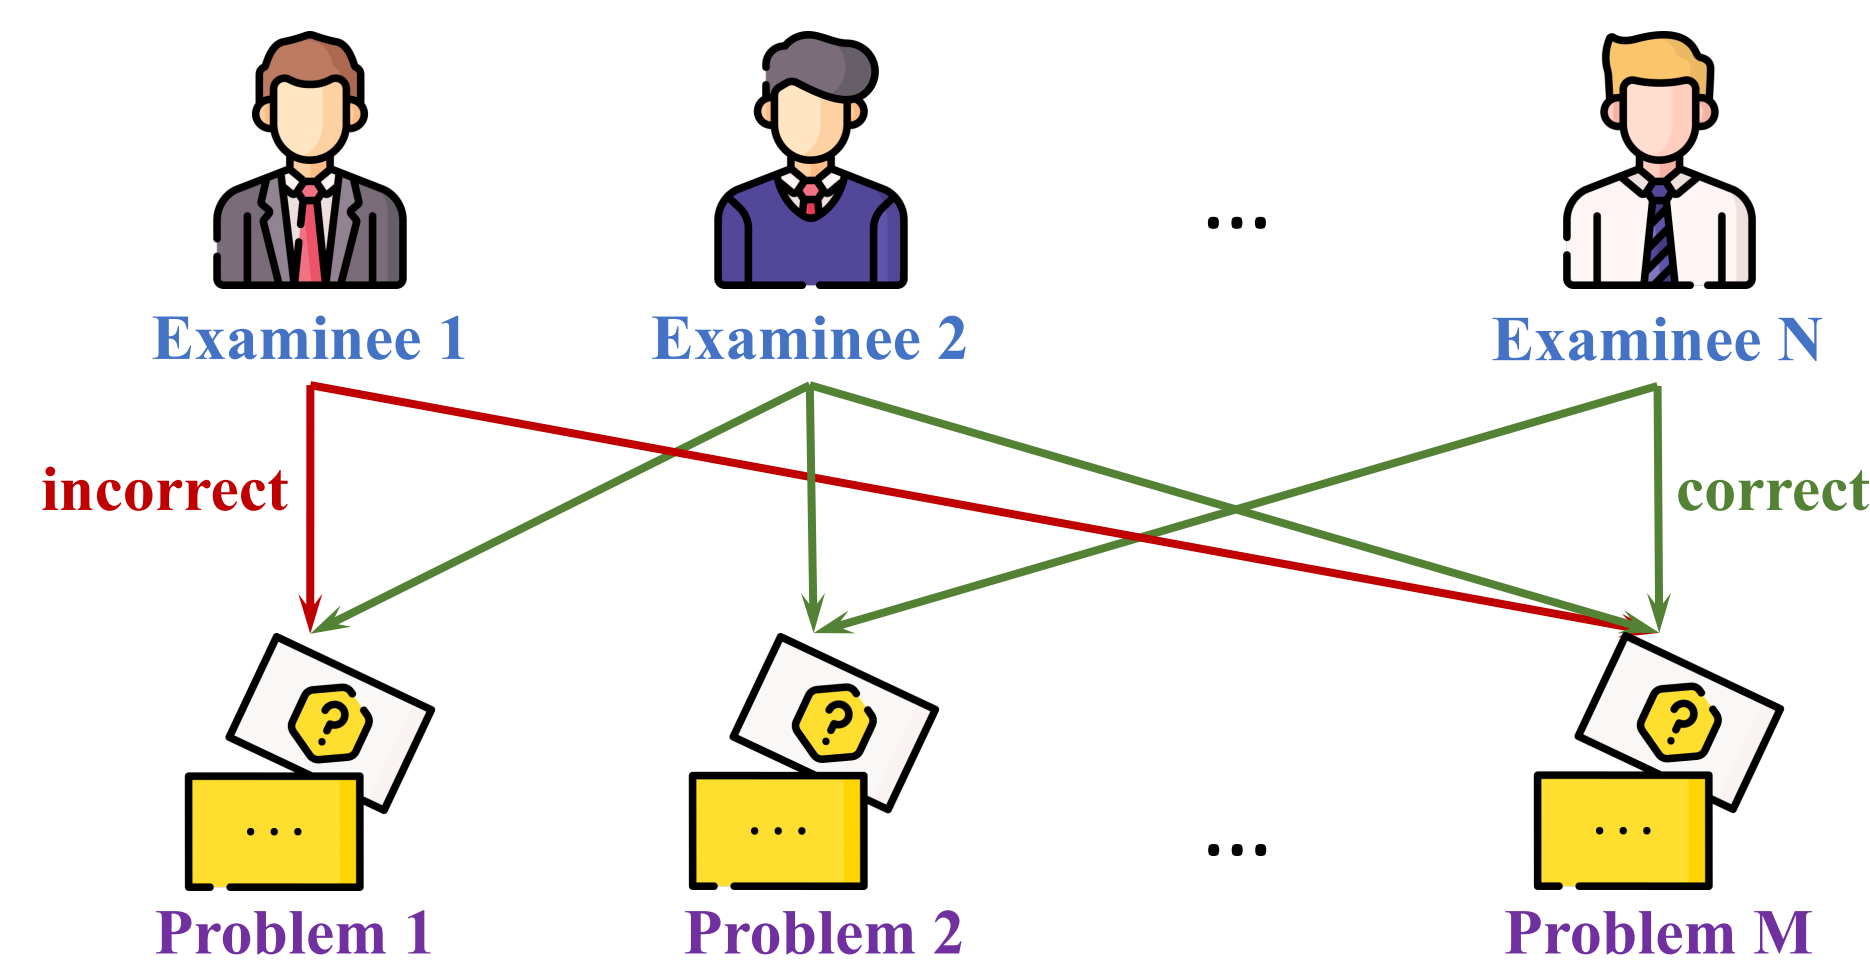 ...
Examinee 1
Examinee 2
Examinee N
incorrect
correct
?
...
?
...
?
...
...
Problem 1
Problem 2
Problem M